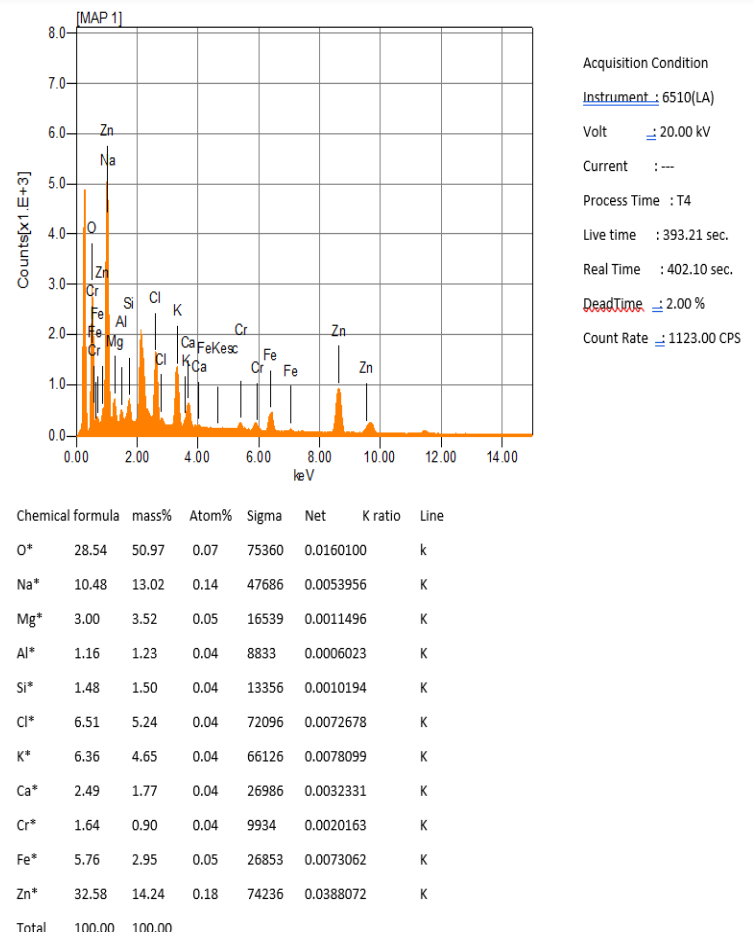 [MAP 1]
8.0
7.0
6.0
5.0
4.0
3.0
2.0
1.0
0.0
Counts[x1.E+3]
Zn
Na
O
Zn
Cr
Fe
Fe
Cr
Mg
Al
Si
Cl
Cl
K
Ca
K
Ca
FeKesc
Cr
Cr
Fe
Fe
Zn
Zn
0.00 2.00 4.00 6.00 8.00 10.00 12.00 14.00
keV
Acquisition Condition
Instrument : 6510(LA)
Volt : 20.00 kV
Current : ---
Process Time : T4
Live time : 393.21 sec.
Real Time : 402.10 sec.
DeadTime : 2.00 %
Count Rate : 1123.00 CPS
Chemical formula mass% Atom% Sigma Net K ratio Line
O* 28.54 50.97 0.07 75360 0.0160100 k
Na* 10.48 13.02 0.14 47686 0.0053956 K
Mg* 3.00 3.52 0.05 16539 0.0011496 K
Al* 1.16 1.23 0.04 8833 0.0006023 K
Si* 1.48 1.50 0.04 13356 0.0010194 K
Cl* 6.51 5.24 0.04 72096 0.0072678 K
K* 6.36 4.65 0.04 66126 0.0078099 K
Ca* 2.49 1.77 0.04 26986 0.0032331 K
Cr* 1.64 0.90 0.04 9934 0.0020163 K
Fe* 5.76 2.95 0.05 26853 0.0073062 K
Zn* 32.58 14.24 0.18 74236 0.0388072 K
Total 100.00 100.00